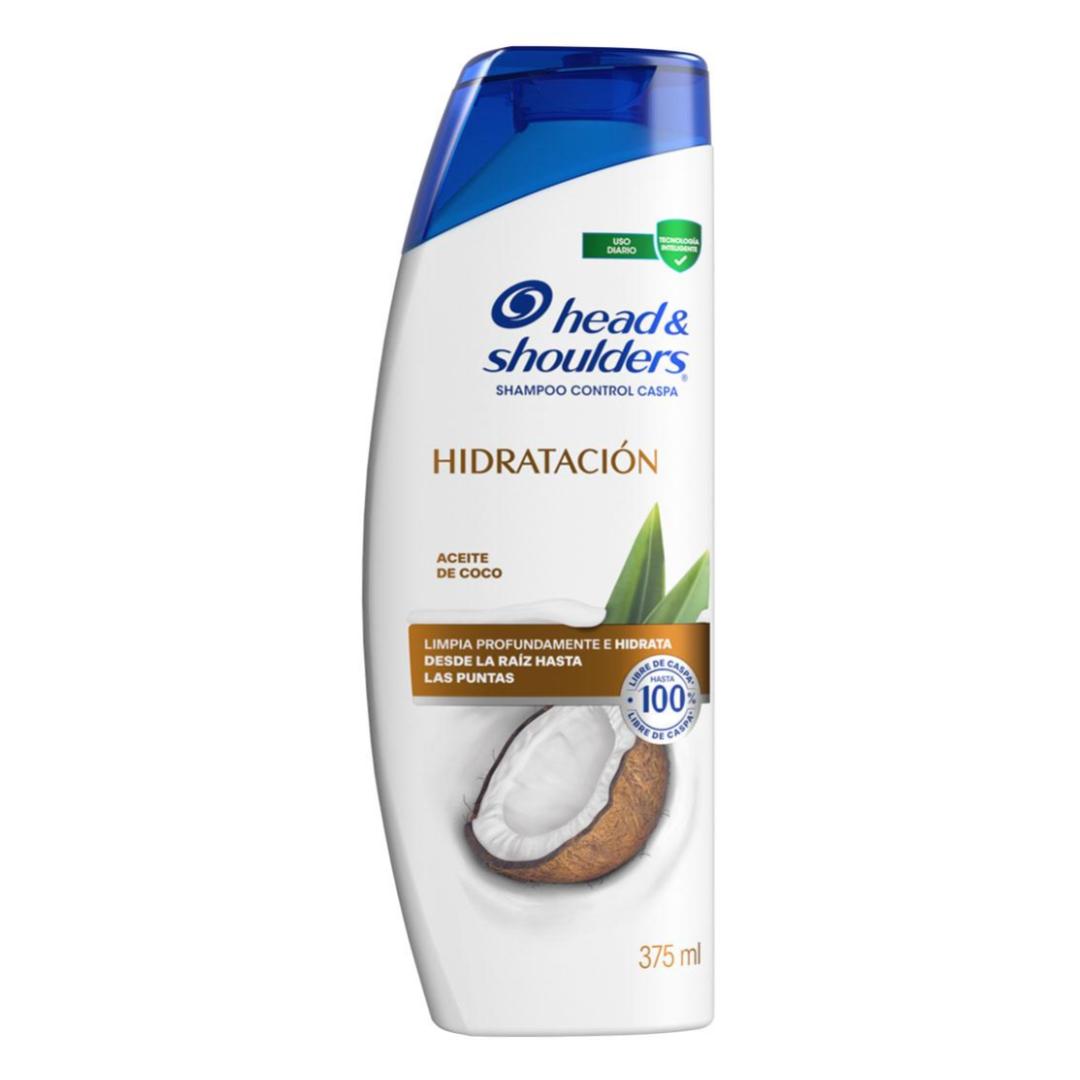 USO
DIARIO
TECNOLOGÍA
INTELIGENTE
head &
shoulders®
SHAMPOO CONTROL CASPA
HIDRATACIÓN
ACEITE
DE COCO
LIMPIA PROFUNDAMENTE E HIDRATA
DESDE LA RAÍZ HASTA
LAS PUNTAS
LIBRE DE CASPA*
HASTA
100%
LIBRE DE CASPA*
375 ml